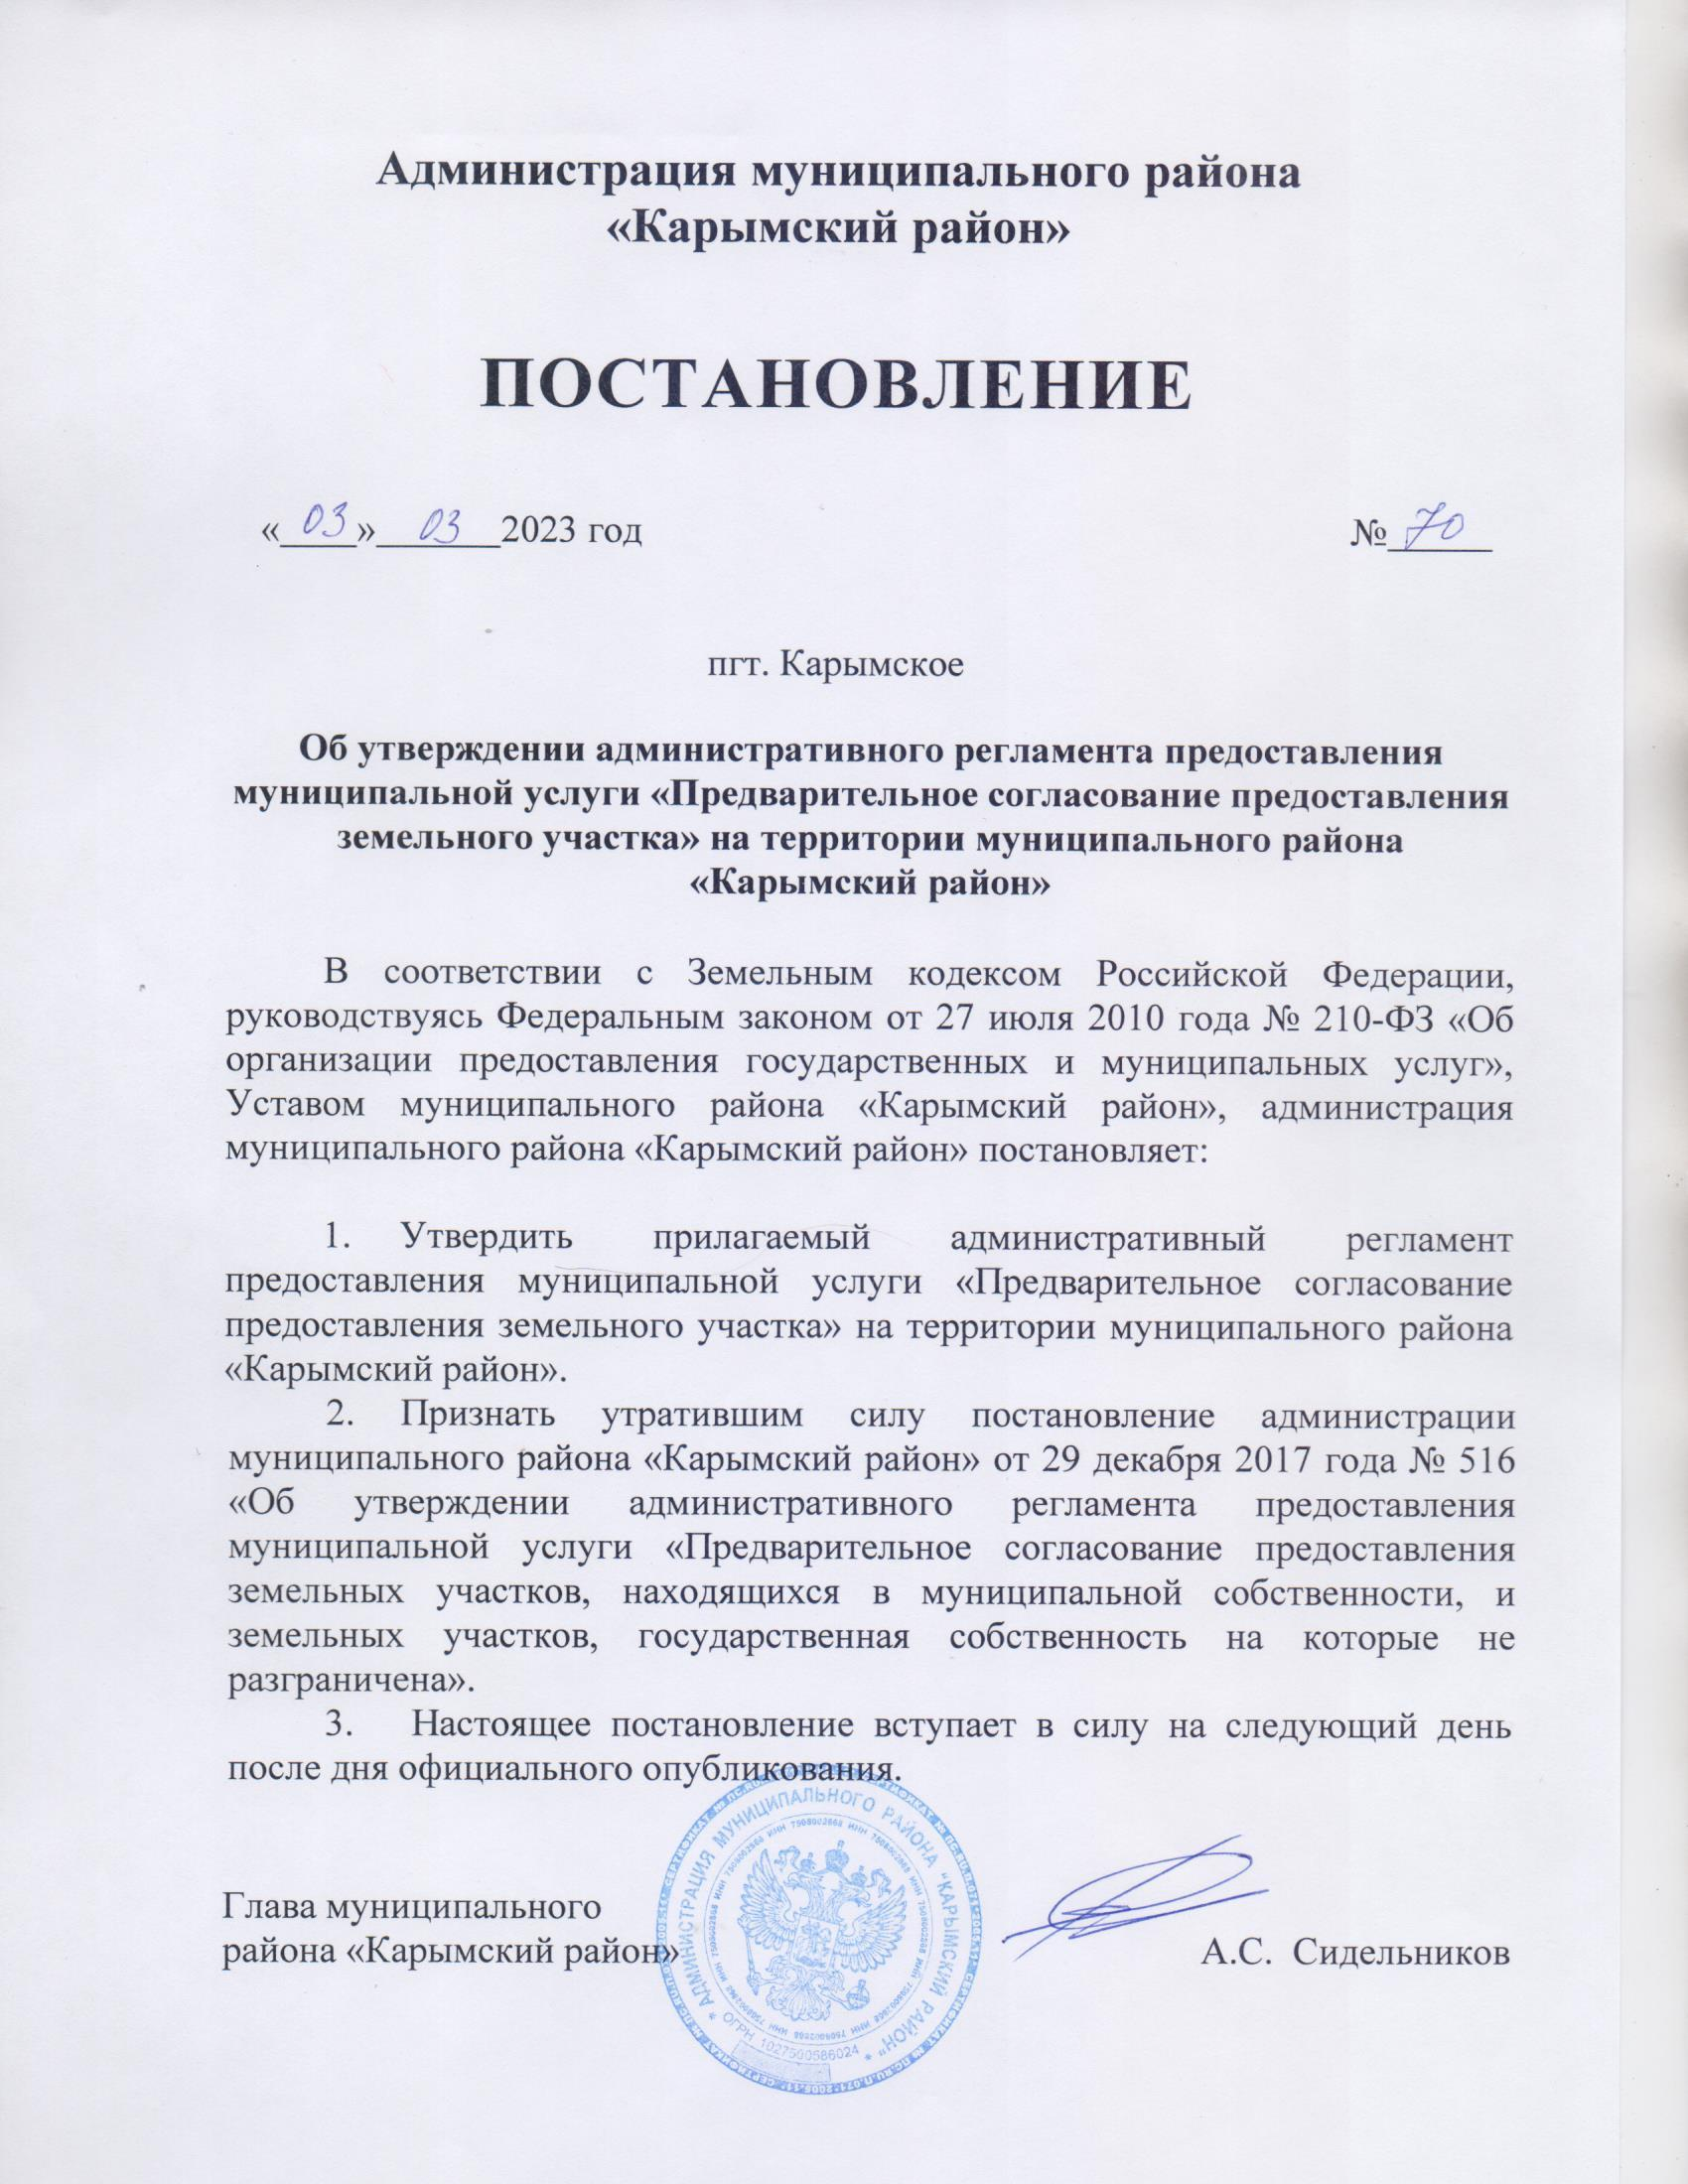 Администрация муниципального района
«Карымский район»
ПОСТАНОВЛЕНИЕ
«03» 03 2023 год №70
пгт. Карымское
Об утверждении административного регламента предоставления
муниципальной услуги «Предварительное согласование предоставления
земельного участка» на территории муниципального района
«Карымский район»
В соответствии с Земельным кодексом Российской Федерации,
руководствуясь Федеральным законом от 27 июля 2010 года № 210-ФЗ «Об
организации предоставления государственных и муниципальных услуг»,
Уставом муниципального района «Карымский район», администрация
муниципального района «Карымский район» постановляет:
1. Утвердить прилагаемый административный регламент
предоставления муниципальной услуги «Предварительное согласование
предоставления земельного участка» на территории муниципального района
«Карымский район».
2. Признать утратившим силу постановление администрации
муниципального района «Карымский район» от 29 декабря 2017 года № 516
«Об утверждении административного регламента предоставления
муниципальной услуги «Предварительное согласование предоставления
земельных участков, находящихся в муниципальной собственности, и
земельных участков, государственная собственность на которые не
разграничена».
3. Настоящее постановление вступает в силу на следующий день
после дня официального опубликования.
Глава муниципального
района «Карымский район» А.С. Сидельников
* АДМИНИСТРАЦИЯ МУНИЦИПАЛЬНОГО РАЙОНА "КАРЫМСКИЙ РАЙОН" *
ОГРН 1027500586024